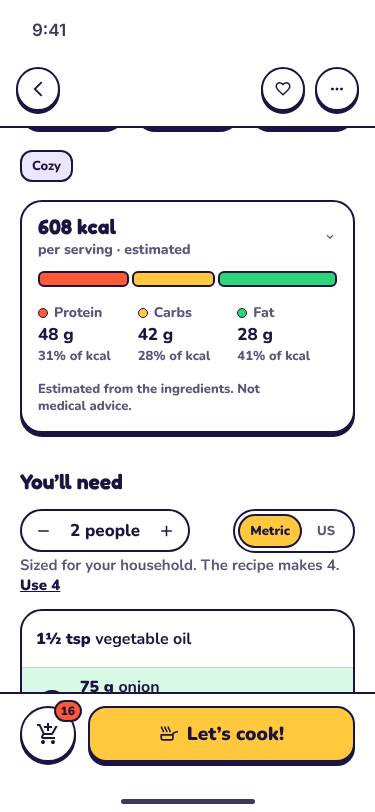 9:41
Cozy
608 kcal
per serving · estimated
Protein
Carbs
Fat
48 g
42 g
28 g
31% of kcal
28% of kcal
41% of kcal
Estimated from the ingredients. Not
medical advice.
You'll need
− 2 people +
Metric
US
Sized for your household. The recipe makes 4.
Use 4
1½ tsp vegetable oil
75 g onion
16
Let's cook!